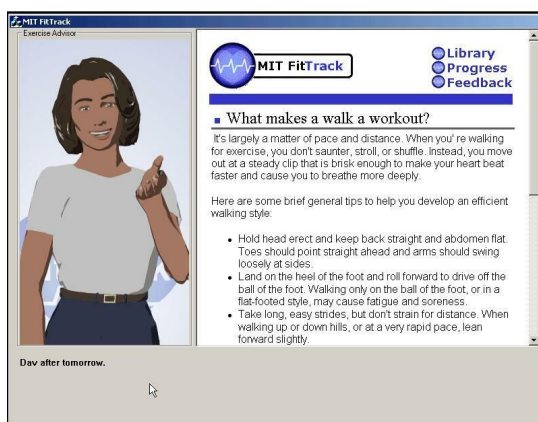 MIT FitTrack
Exercise Advisor
MIT FitTrack
Library
Progress
Feedback
What makes a walk a workout?
It's largely a matter of pace and distance. When you' re walking
for exercise, you don't saunter, stroll, or shuffle. Instead, you move
out at a steady clip that is brisk enough to make your heart beat
faster and cause you to breathe more deeply.
Here are some brief general tips to help you develop an efficient
walking style:
Hold head erect and keep back straight and abdomen flat.
Toes should point straight ahead and arms should swing
loosely at sides.
Land on the heel of the foot and roll forward to drive off the
ball of the foot. Walking only on the ball of the foot, or in a
flat-footed style, may cause fatigue and soreness.
Take long, easy strides, but don't strain for distance. When
walking up or down hills, or at a very rapid pace, lean
forward slightly.
Day after tomorrow.